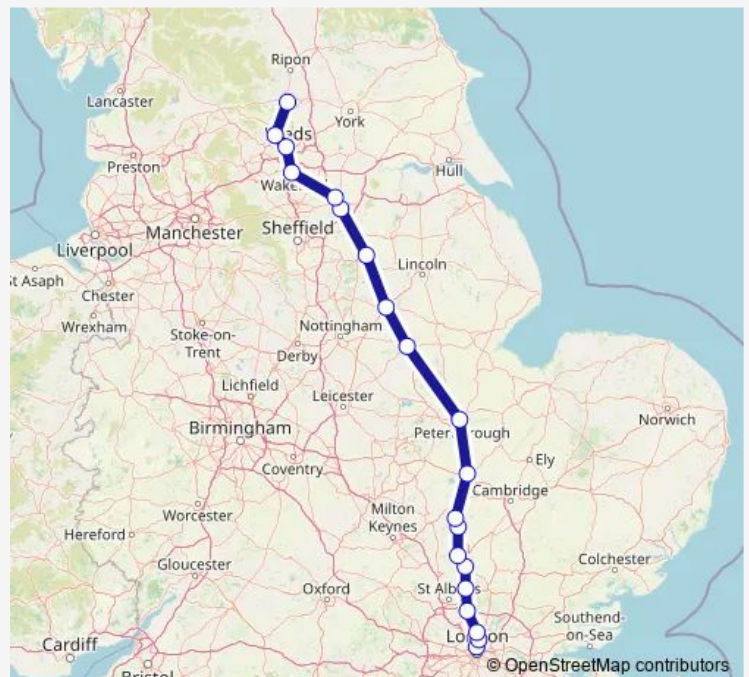 Ripon
Lancaster
York
Preston
Hull
Manchester
Sheffield
Liverpool
Lincoln
St Asaph
Chester
Wrexham
Stoke-on-
Trent
Nottingham
Derby
Lichfield
Leicester
Norwich
Birmingham
Ely
Coventry
Cambridge
Worcester
Milton
Keynes
Hereford
Colchester
Gloucester
Oxford
Southend-
on-Sea
Cardiff
Bristol
© OpenStreetMap contributors